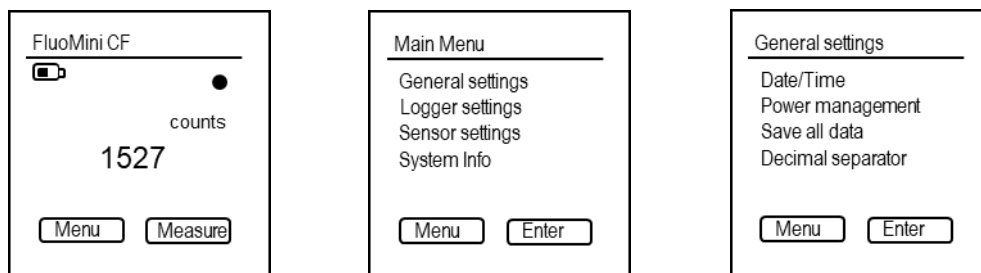 FluoMini CF
counts
1527
Menu
Measure
Main Menu
General settings
Logger settings
Sensor settings
System Info
Menu
Enter
General settings
Date/Time
Power management
Save all data
Decimal separator
Menu
Enter